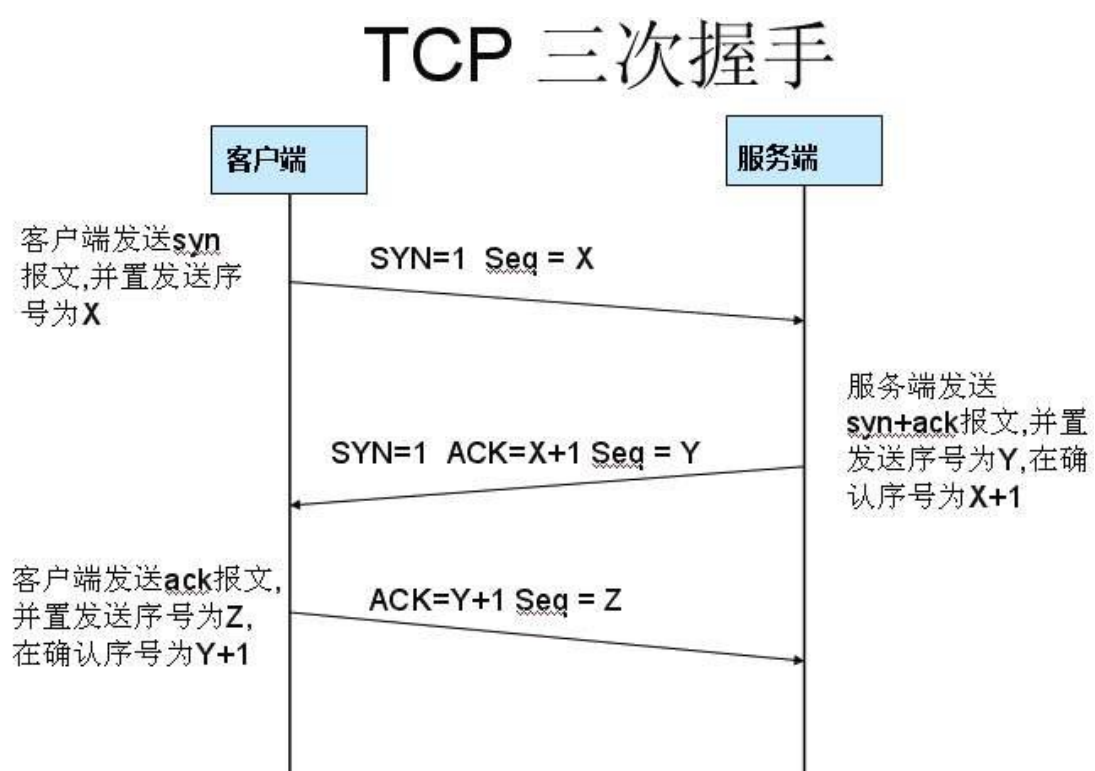 TCP 三次握手
客户端
服务端
客户端发送syn
报文,并置发送序
号为X
SYN=1 Seq = X
服务端发送
syn+ack报文,并置
发送序号为Y,在确
认序号为X+1
SYN=1 ACK=X+1 Seq = Y
客户端发送ack报文,
并置发送序号为Z,
在确认序号为Y+1
ACK=Y+1 Seq = Z